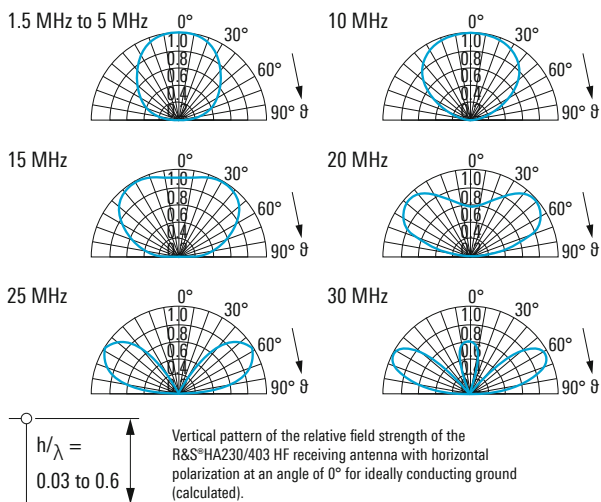 1.5 MHz to 5 MHz
0°
30°
60°
90° ϑ
1.0
0.8
0.6
0.4
10 MHz
0°
30°
60°
90° ϑ
1.0
0.8
0.6
0.4
15 MHz
0°
30°
60°
90° ϑ
1.0
0.8
0.6
0.4
20 MHz
0°
30°
60°
90° ϑ
1.0
0.8
0.6
0.4
25 MHz
0°
30°
60°
90° ϑ
1.0
0.8
0.6
0.4
30 MHz
0°
30°
60°
90° ϑ
1.0
0.8
0.6
0.4
h/λ =
0.03 to 0.6
Vertical pattern of the relative field strength of the
R&S®HA230/403 HF receiving antenna with horizontal
polarization at an angle of 0° for ideally conducting ground
(calculated).